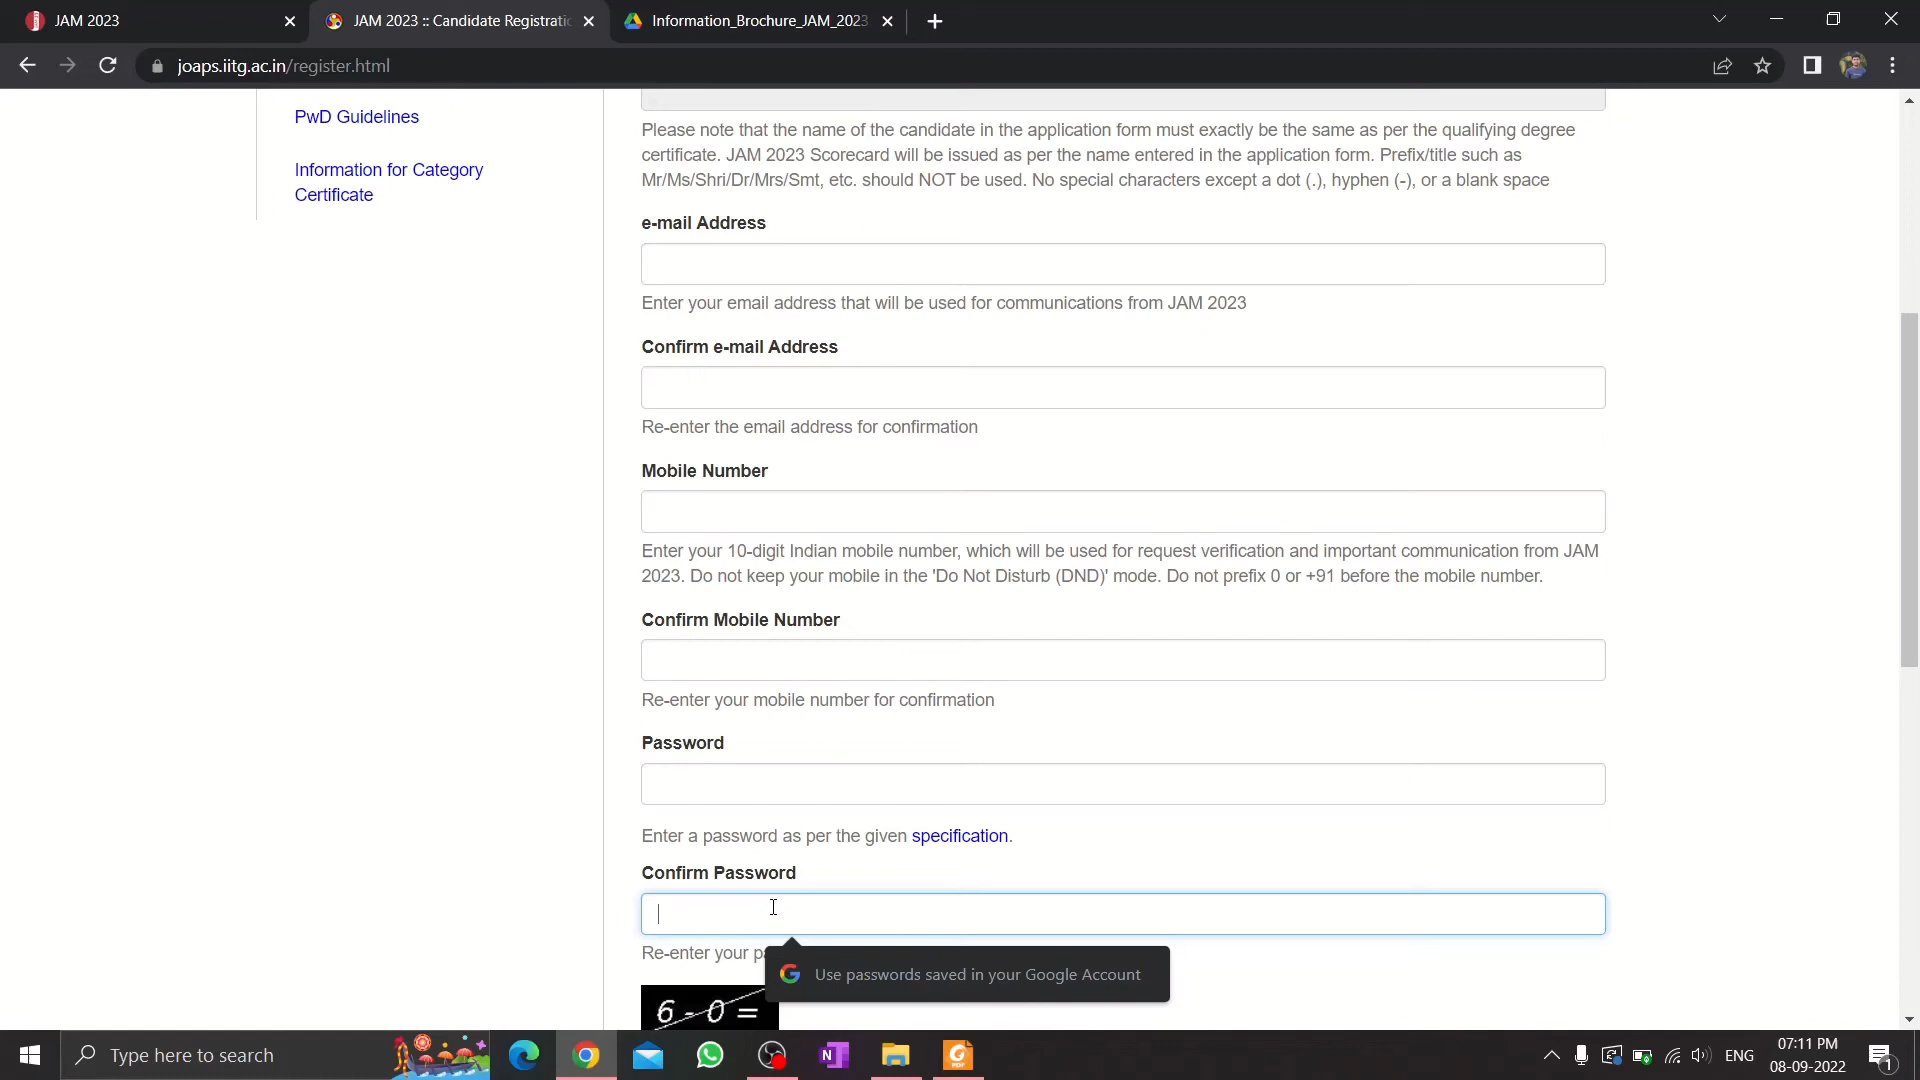 JAM 2023
JAM 2023 :: Candidate Registratio
Information_Brochure_JAM_2023
joaps.iitg.ac.in/register.html
PwD Guidelines
Information for Category
Certificate
Please note that the name of the candidate in the application form must exactly be the same as per the qualifying degree
certificate. JAM 2023 Scorecard will be issued as per the name entered in the application form. Prefix/title such as
Mr/Ms/Shri/Dr/Mrs/Smt, etc. should NOT be used. No special characters except a dot (.), hyphen (-), or a blank space
e-mail Address
Enter your email address that will be used for communications from JAM 2023
Confirm e-mail Address
Re-enter the email address for confirmation
Mobile Number
Enter your 10-digit Indian mobile number, which will be used for request verification and important communication from JAM
2023. Do not keep your mobile in the 'Do Not Disturb (DND)' mode. Do not prefix 0 or +91 before the mobile number.
Confirm Mobile Number
Re-enter your mobile number for confirmation
Password
Enter a password as per the given specification.
Confirm Password
Re-enter your pa
Use passwords saved in your Google Account
6 - 0 =
Type here to search
N
PDF
ENG
07:11 PM
08-09-2022
1